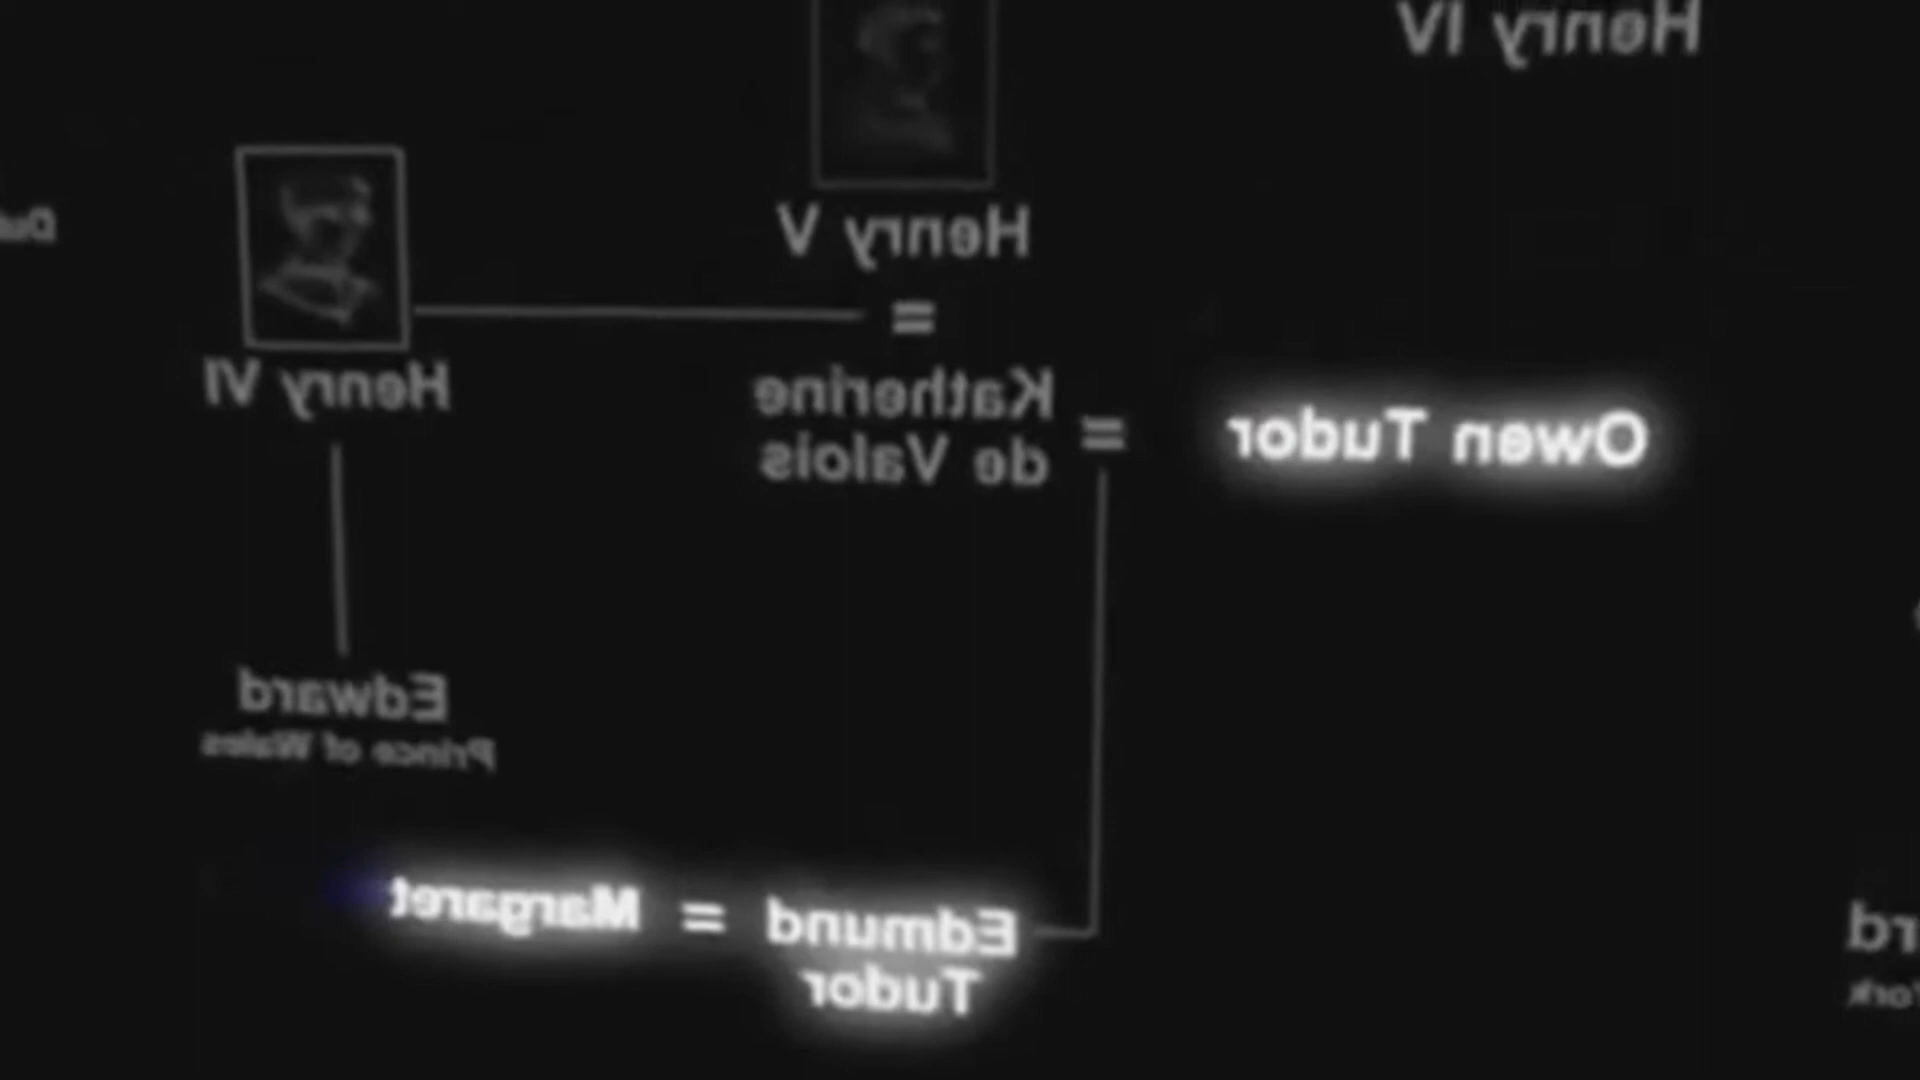 Henry IV
Henry V
=
Katherine
de Valois
=
Owen Tudor
Henry VI
Edward
Prince of Wales
Edmund
Tudor
=
Margaret